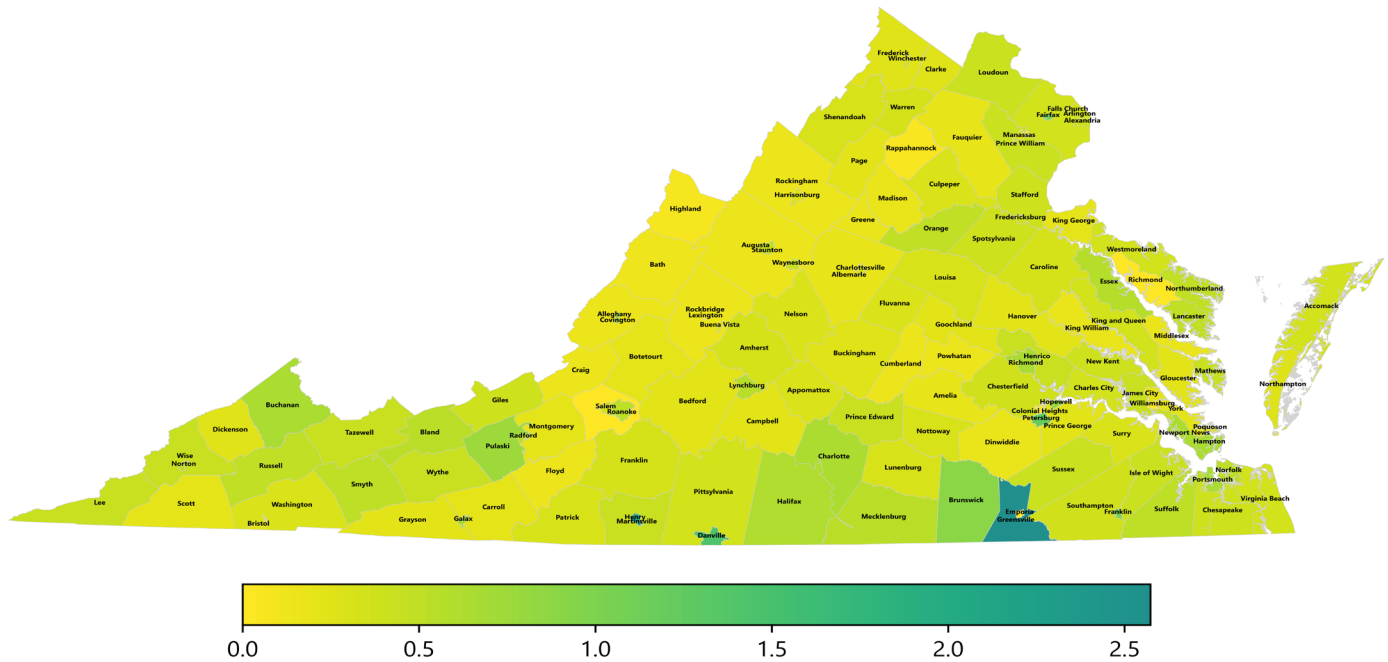 Frederick
Winchester
Clarke
Loudoun
Warren
Shenandoah
Falls Church
Fairfax
Arlington
Alexandria
Fauquier
Manassas
Prince William
Rappahannock
Page
Rockingham
Harrisonburg
Culpeper
Stafford
Madison
Highland
Greene
Fredericksburg
King George
Orange
Spotsylvania
Augusta
Staunton
Westmoreland
Waynesboro
Bath
Charlottesville
Albemarle
Caroline
Louisa
Essex
Richmond
Northumberland
Accomack
Fluvanna
Rockbridge
Lexington
Nelson
Alleghany
Covington
Buena Vista
Goochland
Hanover
Lancaster
King and Queen
King William
Middlesex
Amherst
Buckingham
Botetourt
Powhatan
Henrico
Richmond
Cumberland
New Kent
Craig
Mathews
Gloucester
Northampton
Lynchburg
Appomattox
Chesterfield
Charles City
James City
Amelia
Bedford
Giles
Hopewell
Williamsburg
York
Buchanan
Salem
Roanoke
Colonial Heights
Petersburg
Prince George
Prince Edward
Campbell
Montgomery
Poquoson
Dickenson
Tazewell
Bland
Radford
Nottoway
Surry
Newport News
Hampton
Pulaski
Dinwiddie
Wise
Norton
Charlotte
Franklin
Russell
Wythe
Floyd
Lunenburg
Sussex
Isle of Wight
Norfolk
Portsmouth
Smyth
Pittsylvania
Lee
Scott
Washington
Carroll
Halifax
Brunswick
Southampton
Virginia Beach
Suffolk
Chesapeake
Franklin
Emporia
Greensville
Bristol
Grayson
Galax
Patrick
Henry
Martinsville
Mecklenburg
Danville
0.0 0.5 1.0 1.5 2.0 2.5